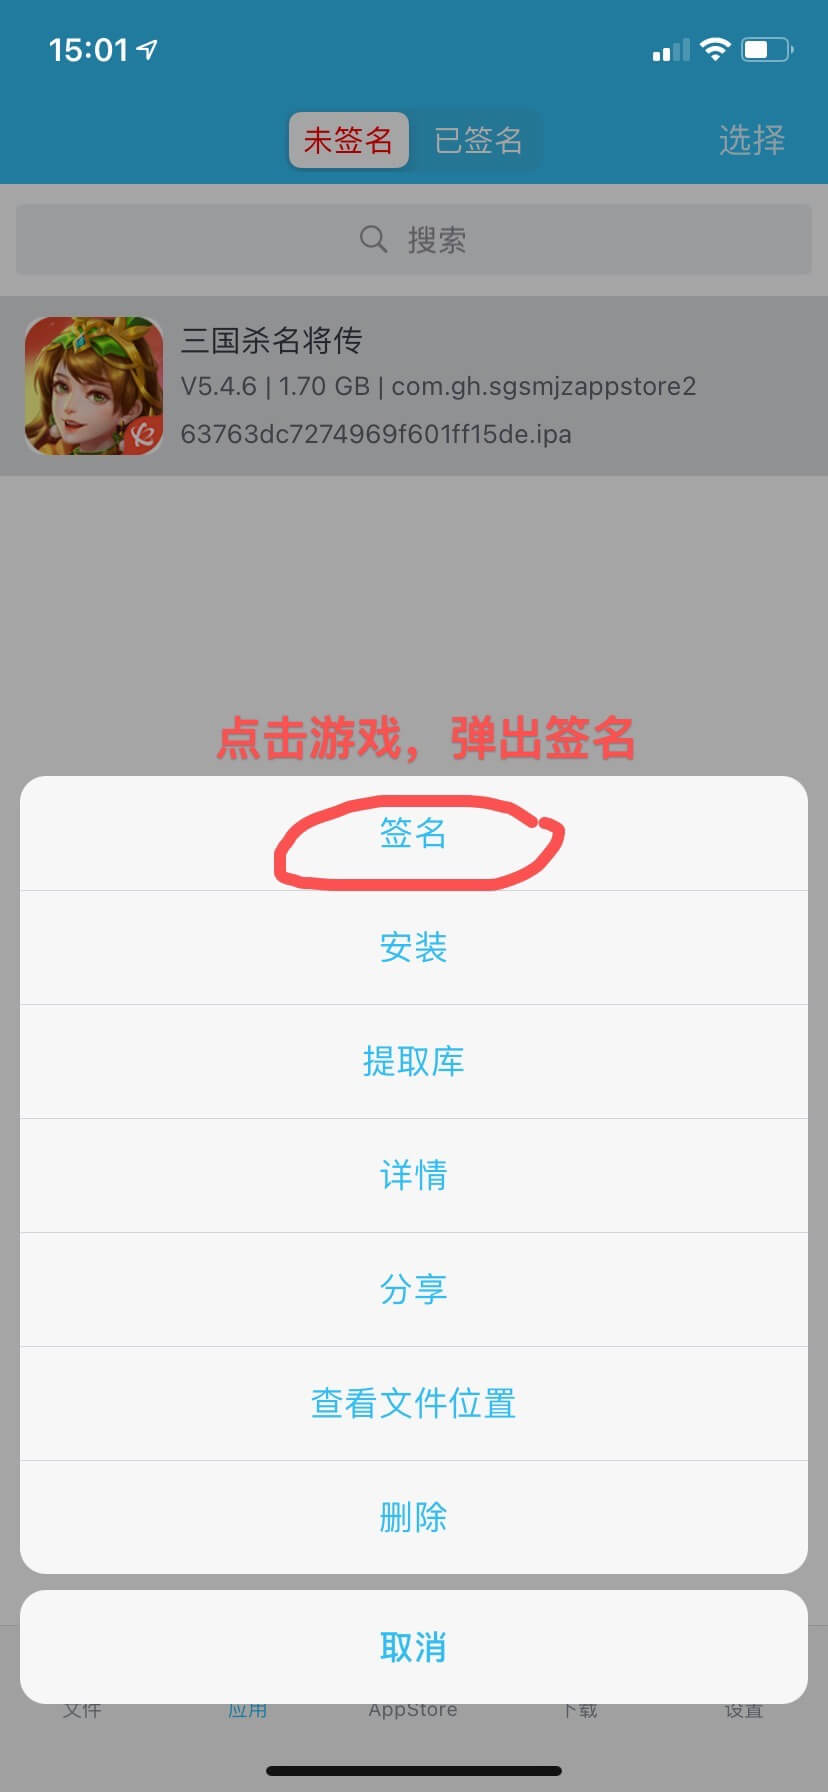 15:01
未签名 已签名 选择
搜索
三国杀名将传
V5.4.6 | 1.70 GB | com.gh.sgsmjzappstore2
63763dc7274969f601ff15de.ipa
点击游戏，弹出签名
签名
安装
提取库
详情
分享
查看文件位置
删除
取消
文件 应用 AppStore 下载 设置